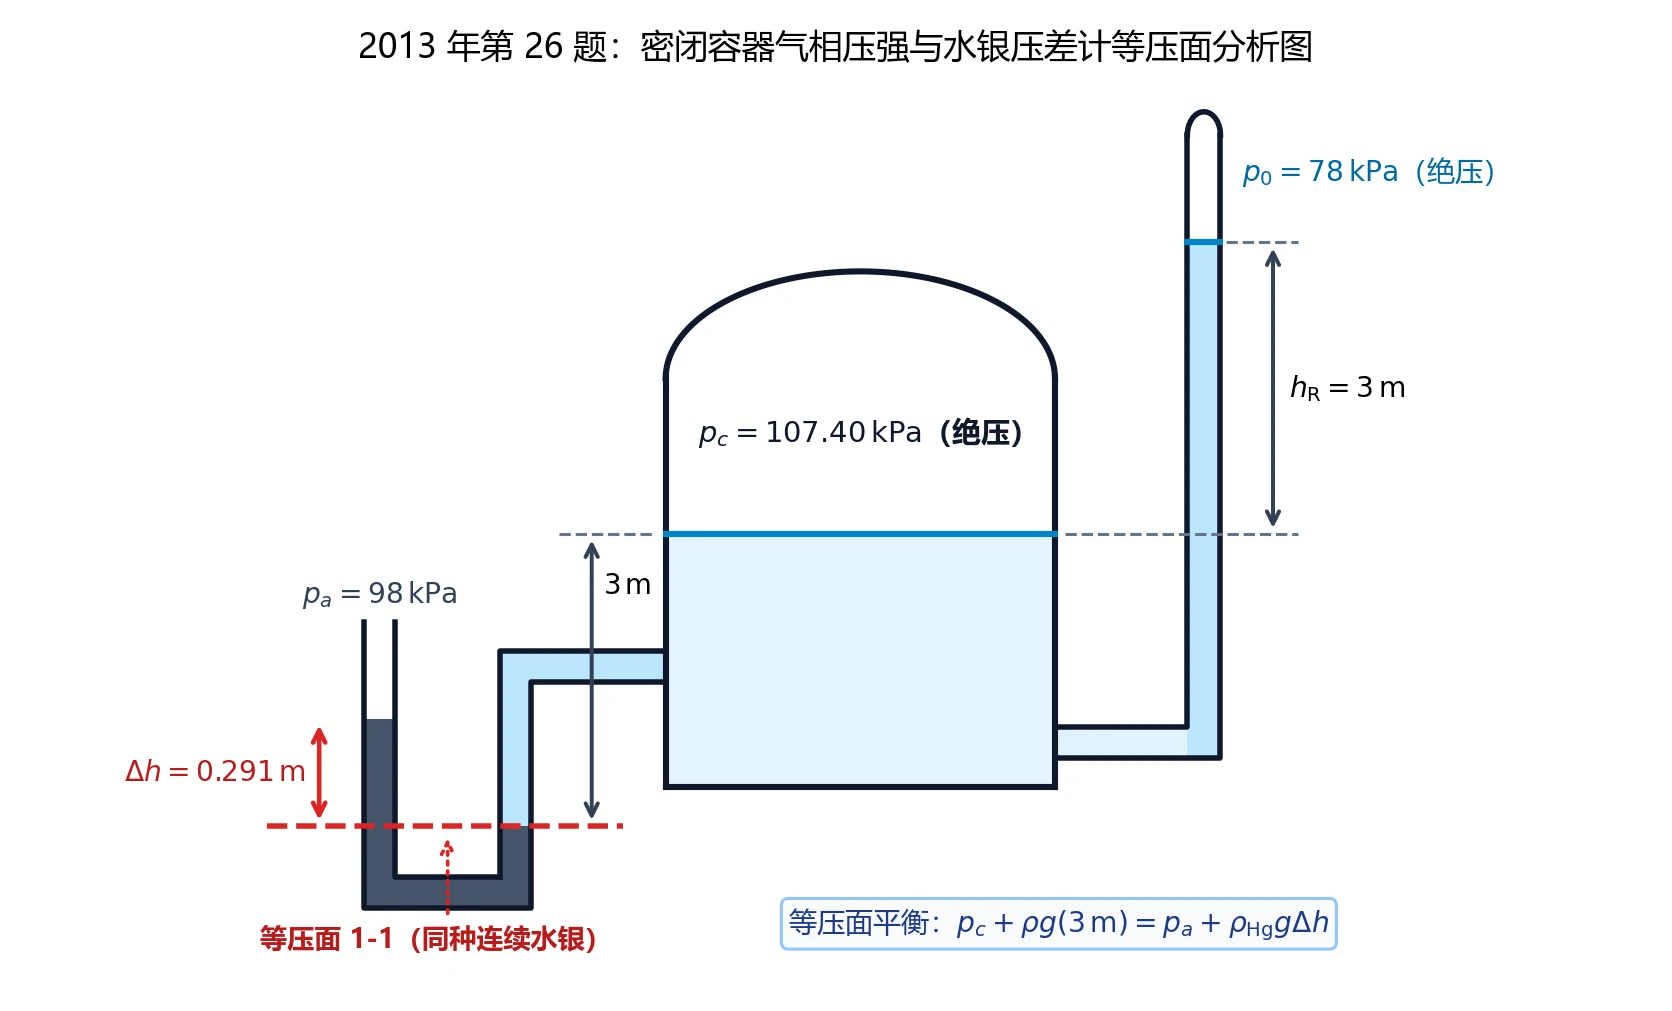 2013 年第 26 题：密闭容器气相压强与水银压差计等压面分析图
p₀ = 78 kPa（绝压）
h_R = 3 m
p_c = 107.40 kPa（绝压）
3 m
p_a = 98 kPa
Δh = 0.291 m
等压面 1-1（同种连续水银）
等压面平衡：p_c + ρg(3 m) = p_a + ρ_Hg gΔh